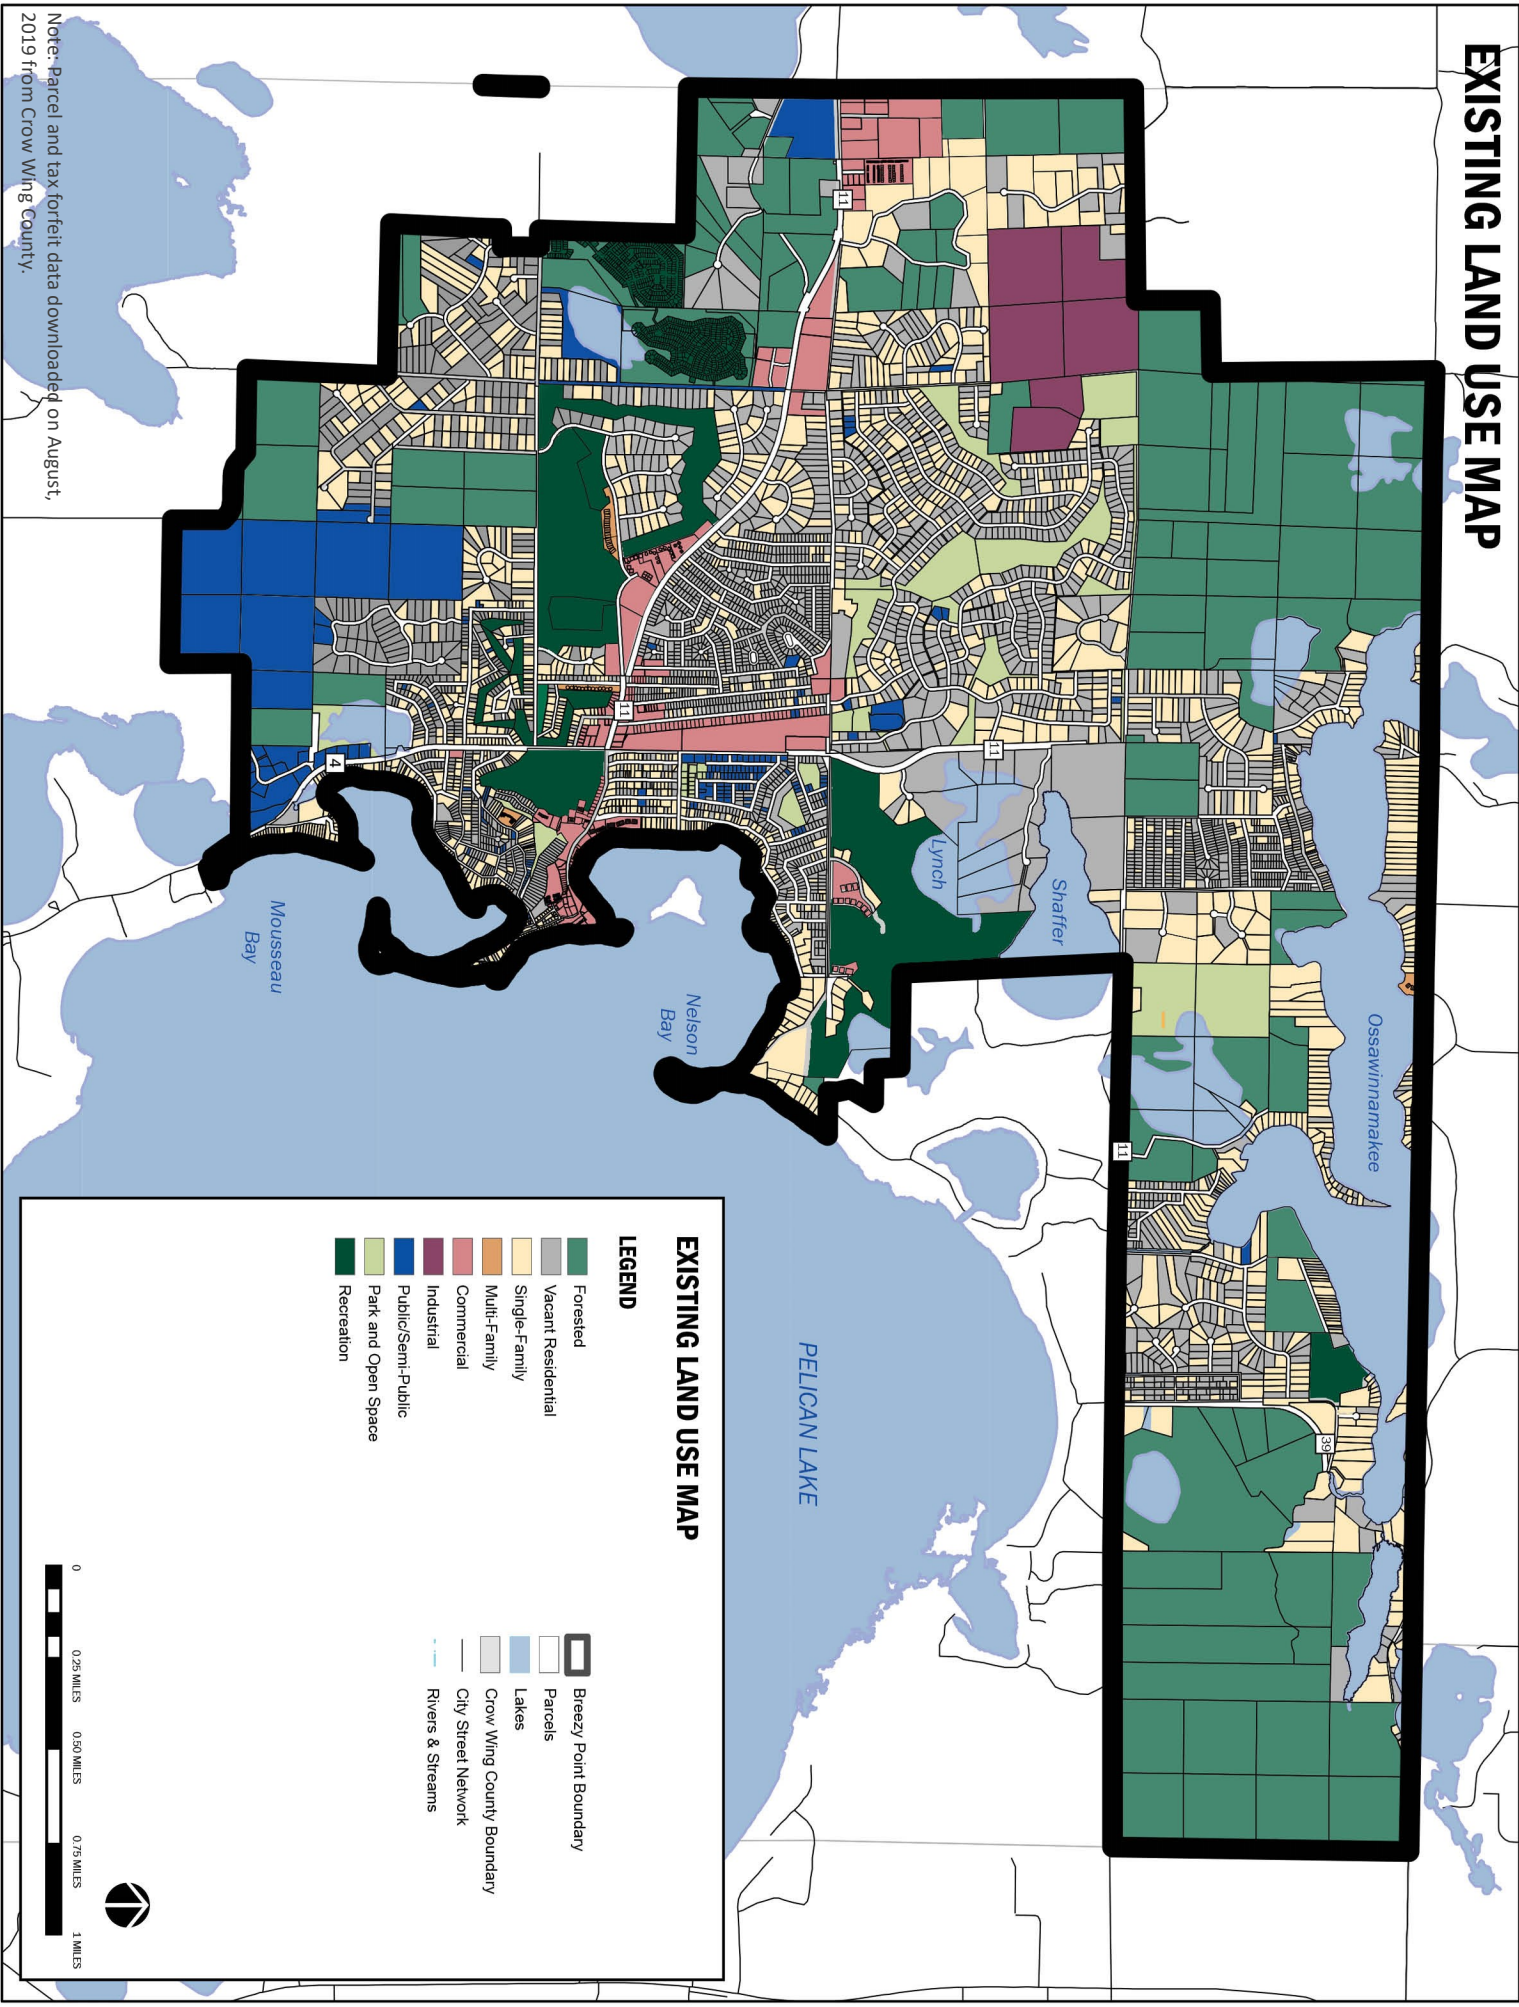 EXISTING LAND USE MAP
Ossawinnamakee
39
11
Shaffer
Lynch
11
11
11
4
Nelson
Bay
Mousseau
Bay
PELICAN LAKE
EXISTING LAND USE MAP
LEGEND
Forested
Vacant Residential
Single-Family
Multi-Family
Commercial
Industrial
Public/Semi-Public
Park and Open Space
Recreation
Breezy Point Boundary
Parcels
Lakes
Crow Wing County Boundary
City Street Network
Rivers & Streams
0 0.25 MILES 0.50 MILES 0.75 MILES 1 MILES
Note: Parcel and tax forfeit data downloaded on August,
2019 from Crow Wing County.